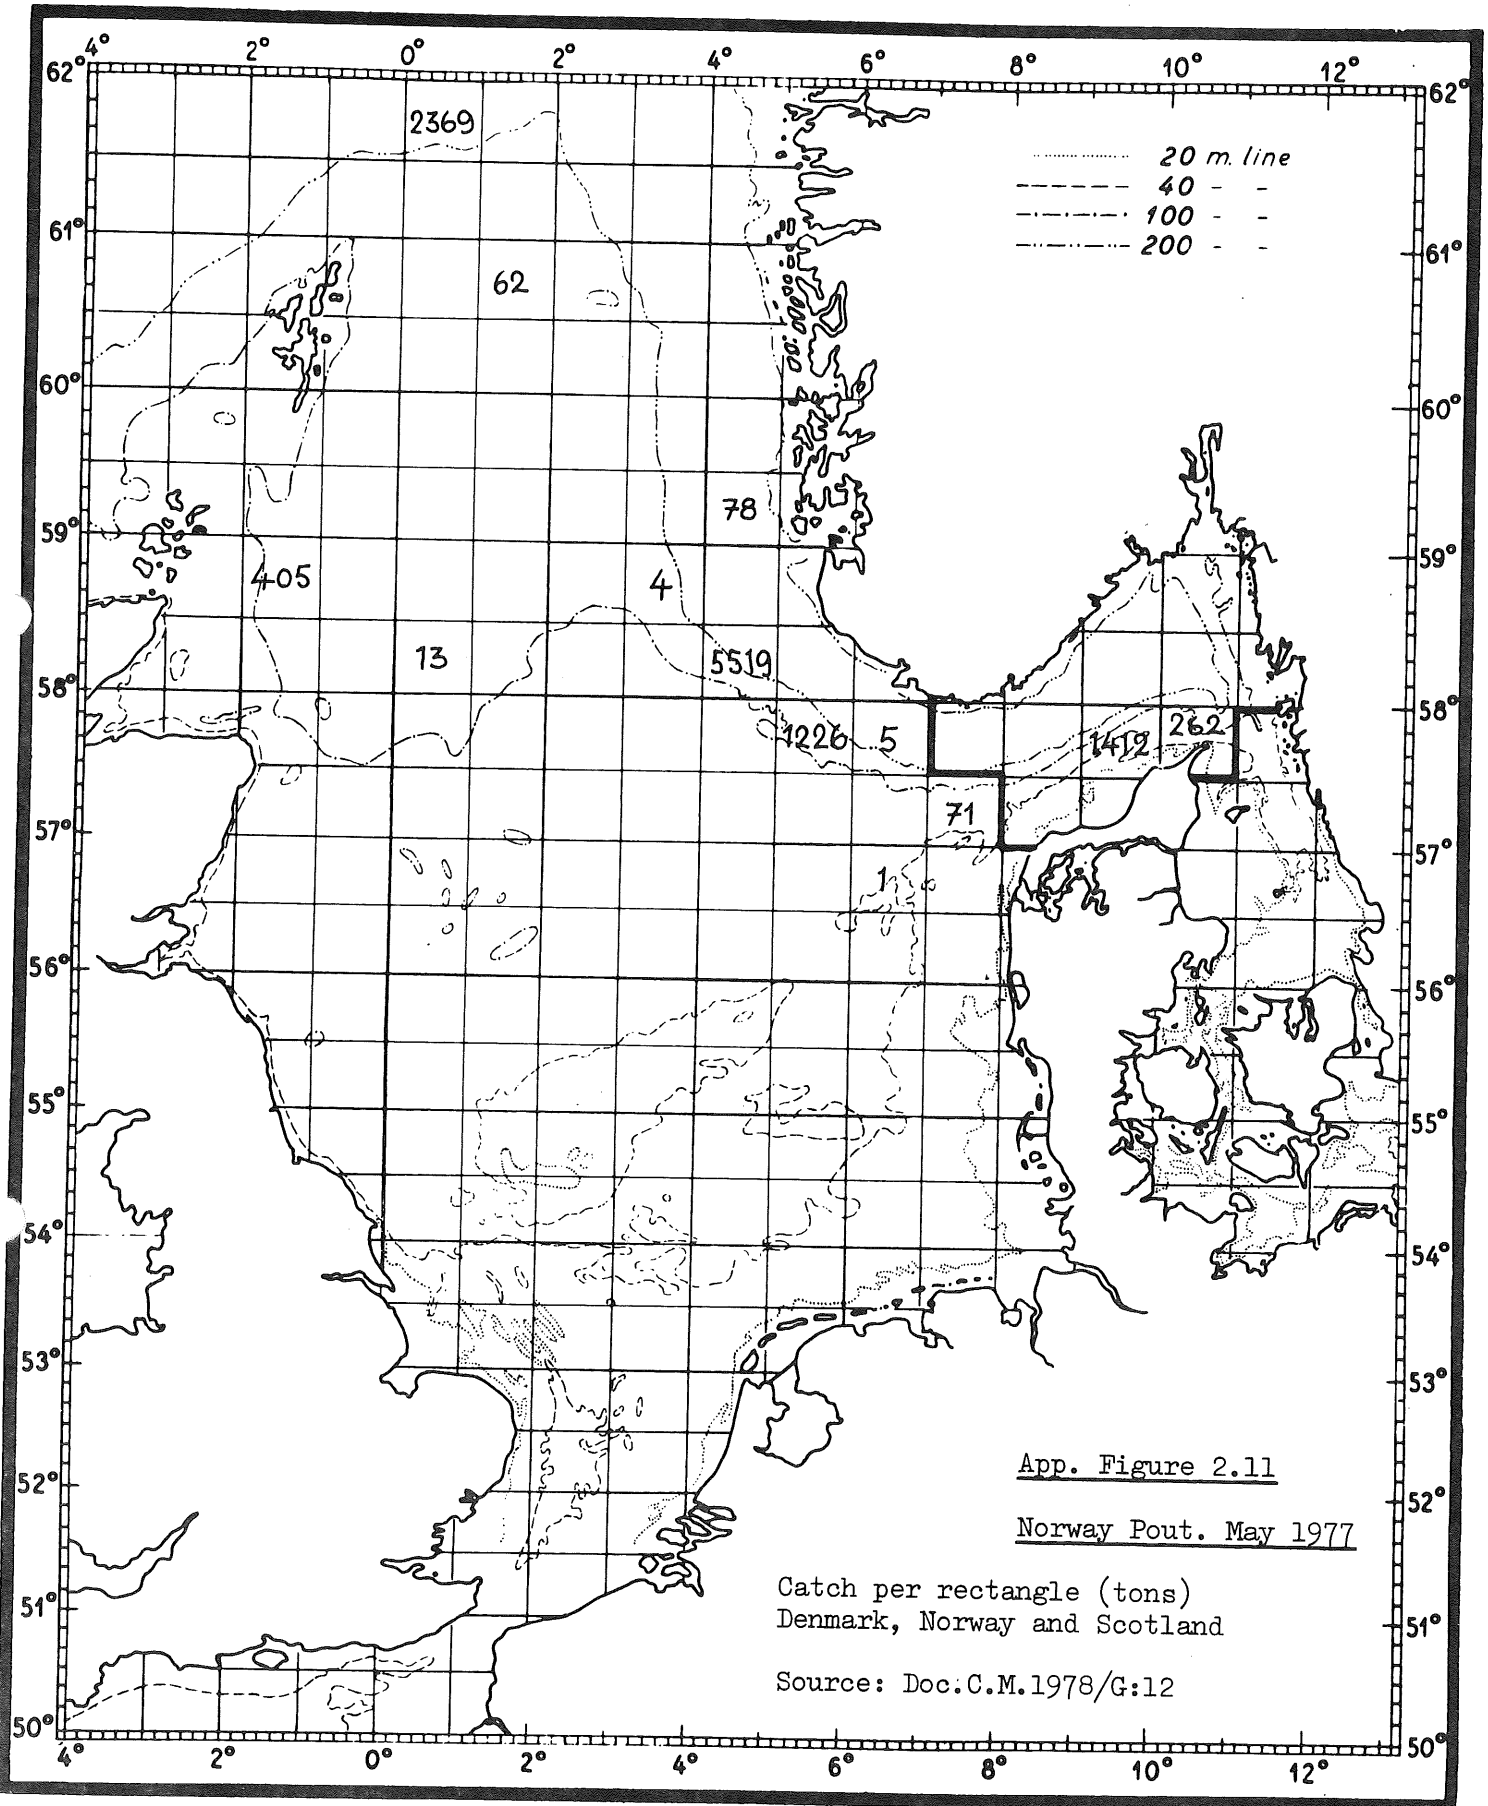 4° 2° 0° 2° 4° 6° 8° 10° 12°
62° 62°
2369
20 m. line
40 - -
100 - -
200 - -
61° 61°
62
60° 60°
78
59° 59°
405 4
13 5519
58° 58°
1226 5 1412 262
71
57° 57°
1
56° 56°
55° 55°
54° 54°
53° 53°
App. Figure 2.11
52° 52°
Norway Pout. May 1977
Catch per rectangle (tons)
Denmark, Norway and Scotland
51° 51°
Source: Doc.C.M.1978/G:12
50° 50°
4° 2° 0° 2° 4° 6° 8° 10° 12°